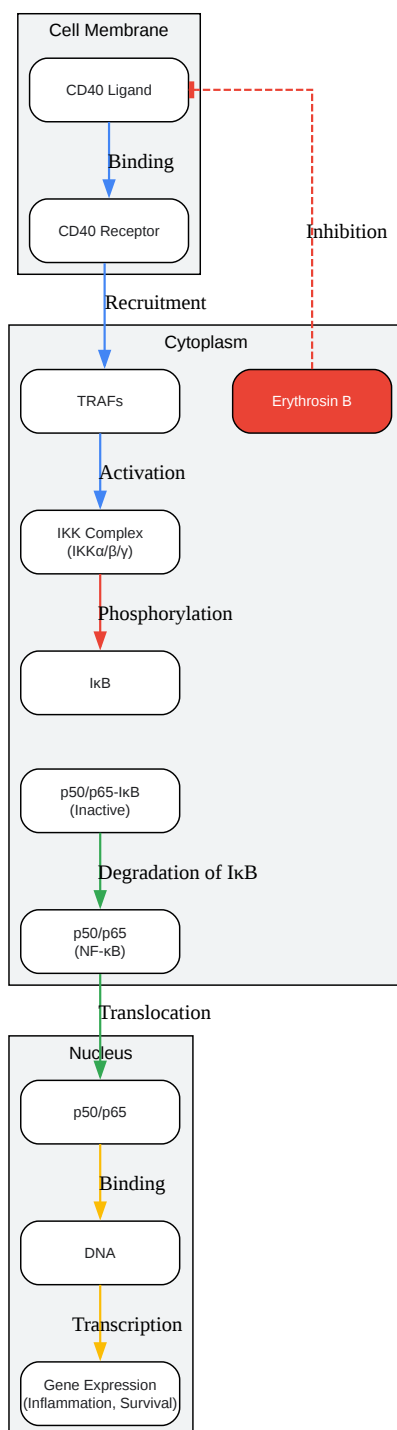 Cell Membrane
CD40 Ligand
Binding
CD40 Receptor
Inhibition
Recruitment
Cytoplasm
TRAFs
Erythrosin B
Activation
IKK Complex
(IKKα/β/γ)
Phosphorylation
IκB
p50/p65-IκB
(Inactive)
Degradation of IκB
p50/p65
(NF-κB)
Translocation
Nucleus
p50/p65
Binding
DNA
Transcription
Gene Expression
(Inflammation, Survival)